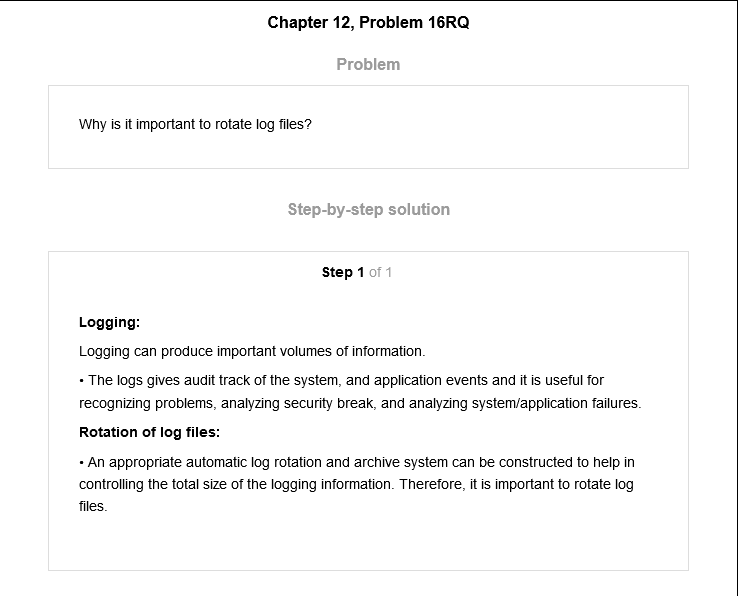 Chapter 12, Problem 16RQ
Problem
Why is it important to rotate log files?
Step-by-step solution
Step 1 of 1
Logging:
Logging can produce important volumes of information.
• The logs gives audit track of the system, and application events and it is useful for
recognizing problems, analyzing security break, and analyzing system/application failures.
Rotation of log files:
• An appropriate automatic log rotation and archive system can be constructed to help in
controlling the total size of the logging information. Therefore, it is important to rotate log
files.